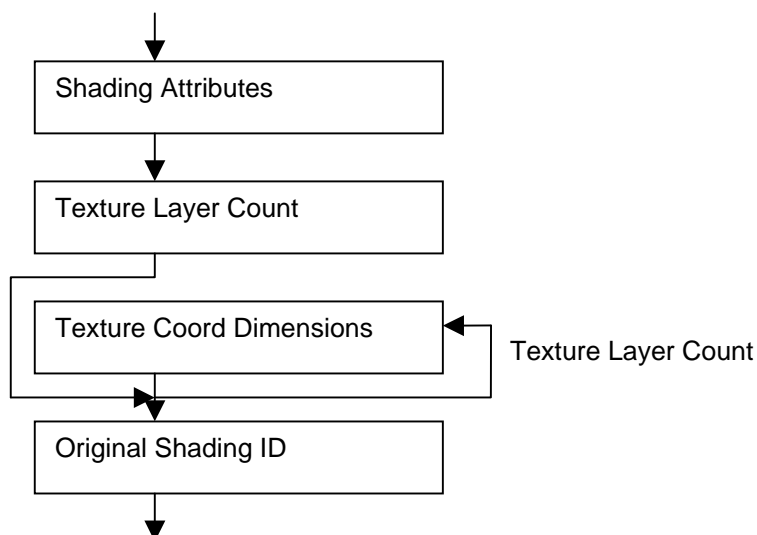 Shading Attributes
Texture Layer Count
Texture Coord Dimensions
Texture Layer Count
Original Shading ID